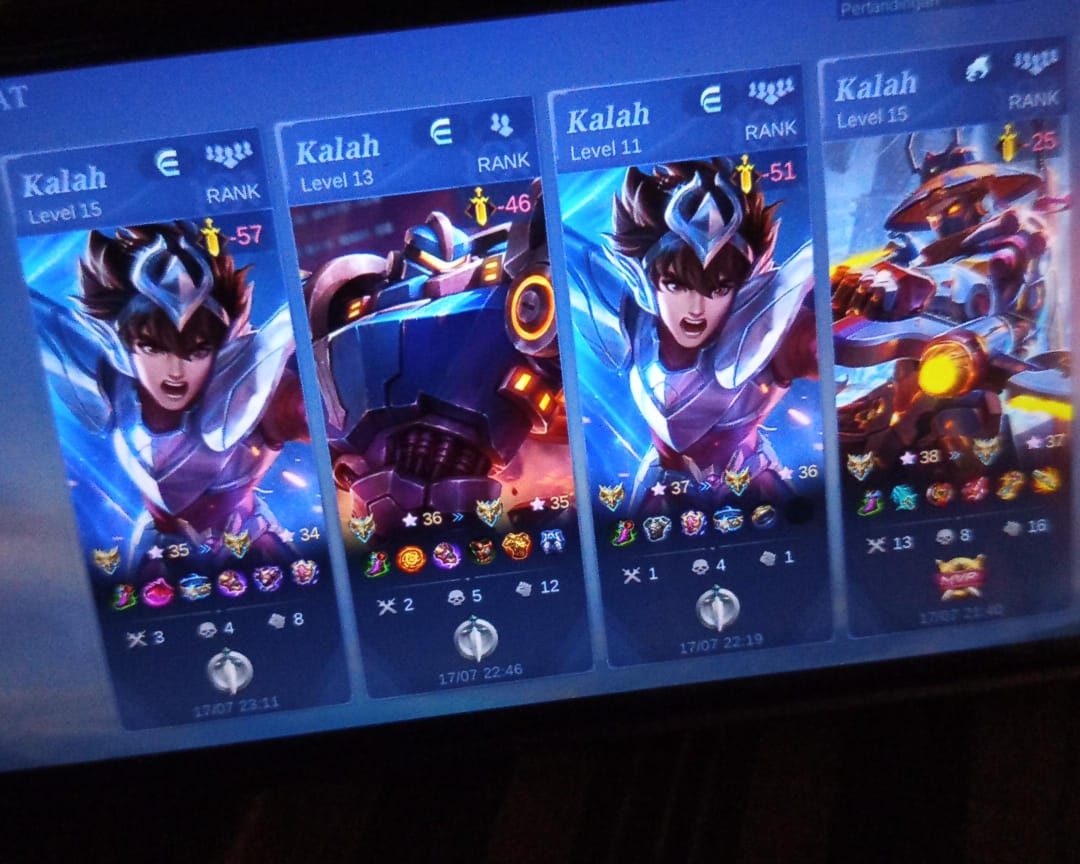 Pertandingan
AT
Kalah
Level 15
RANK
-57
35 » 34
3 4 8
17/07 23:11
Kalah
Level 13
RANK
-46
36 » 35
2 5 12
17/07 22:46
Kalah
Level 11
RANK
-51
37 » 36
1 4 1
17/07 22:19
Kalah
Level 15
RANK
-25
38 » 37
13 8 16
MVP
17/07 21:40